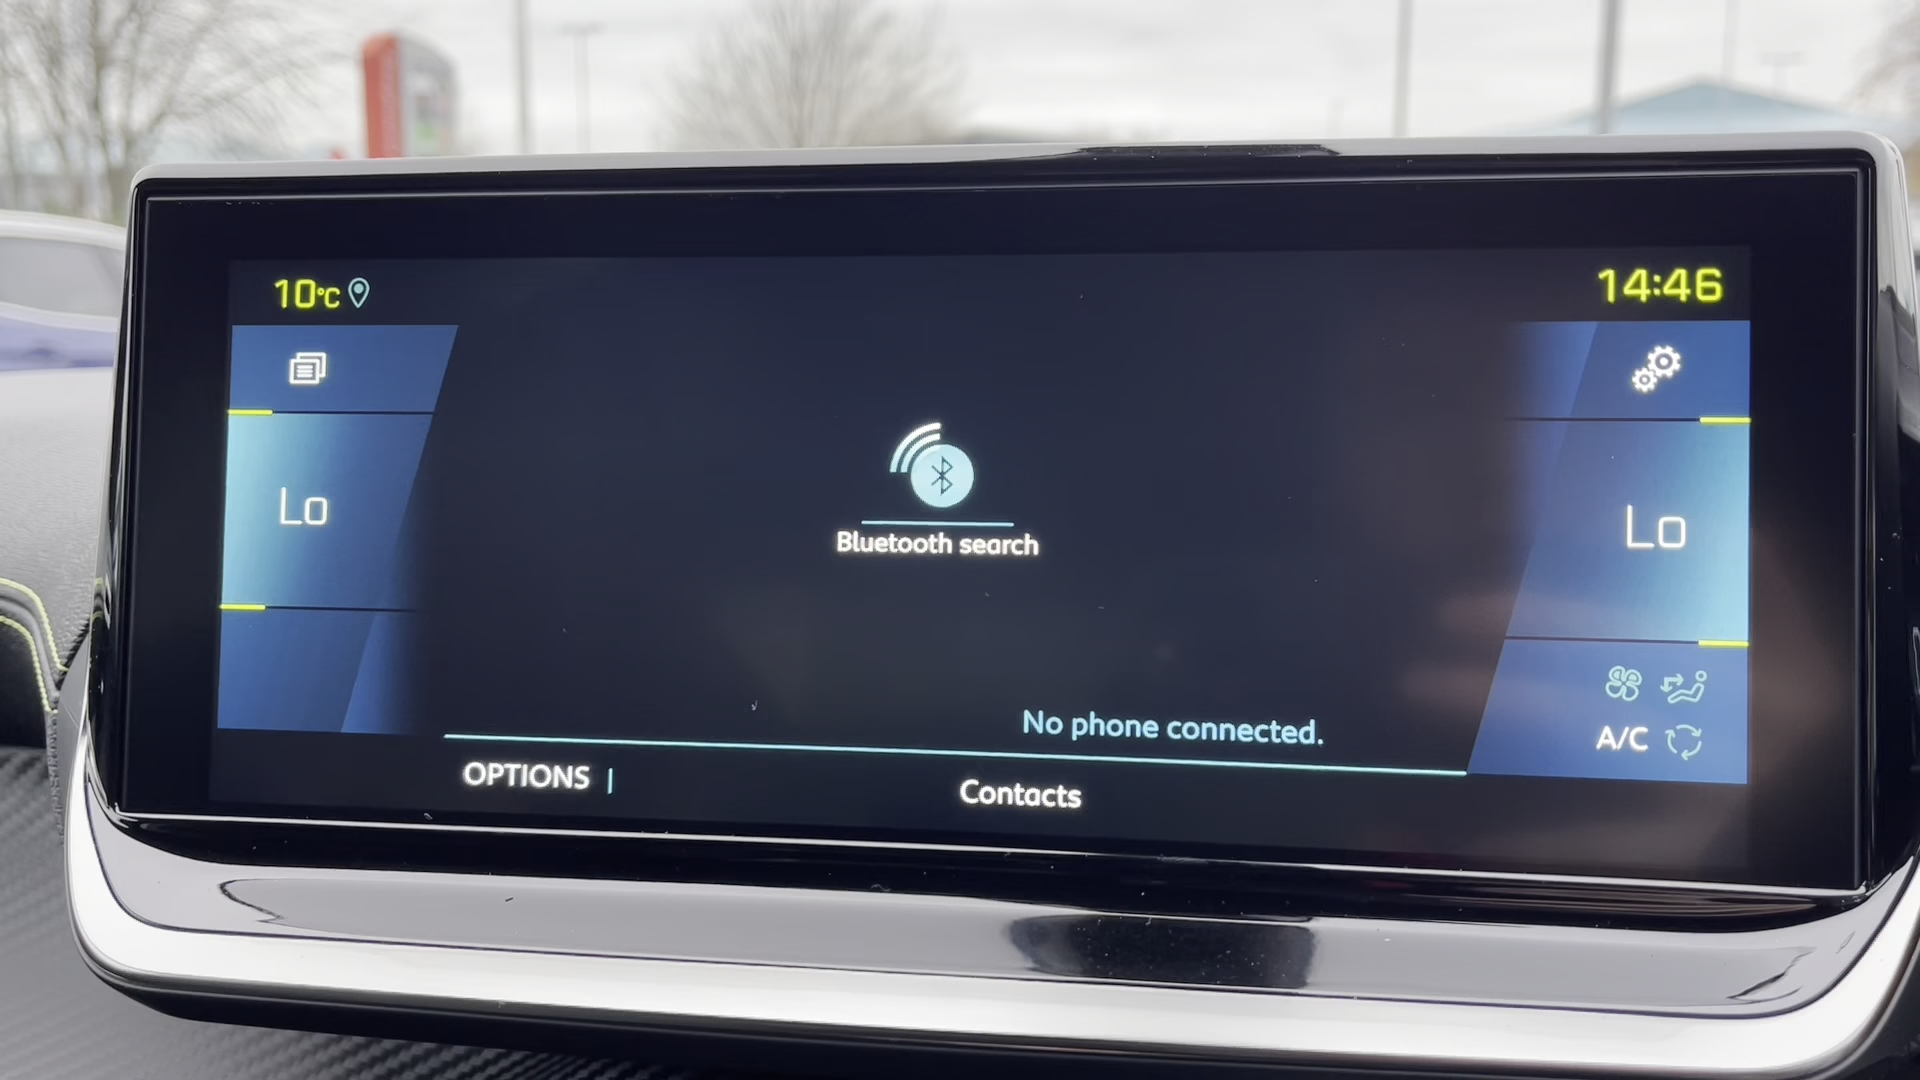 10°C
14:46
Lo
Lo
Bluetooth search
No phone connected.
A/C
OPTIONS
Contacts